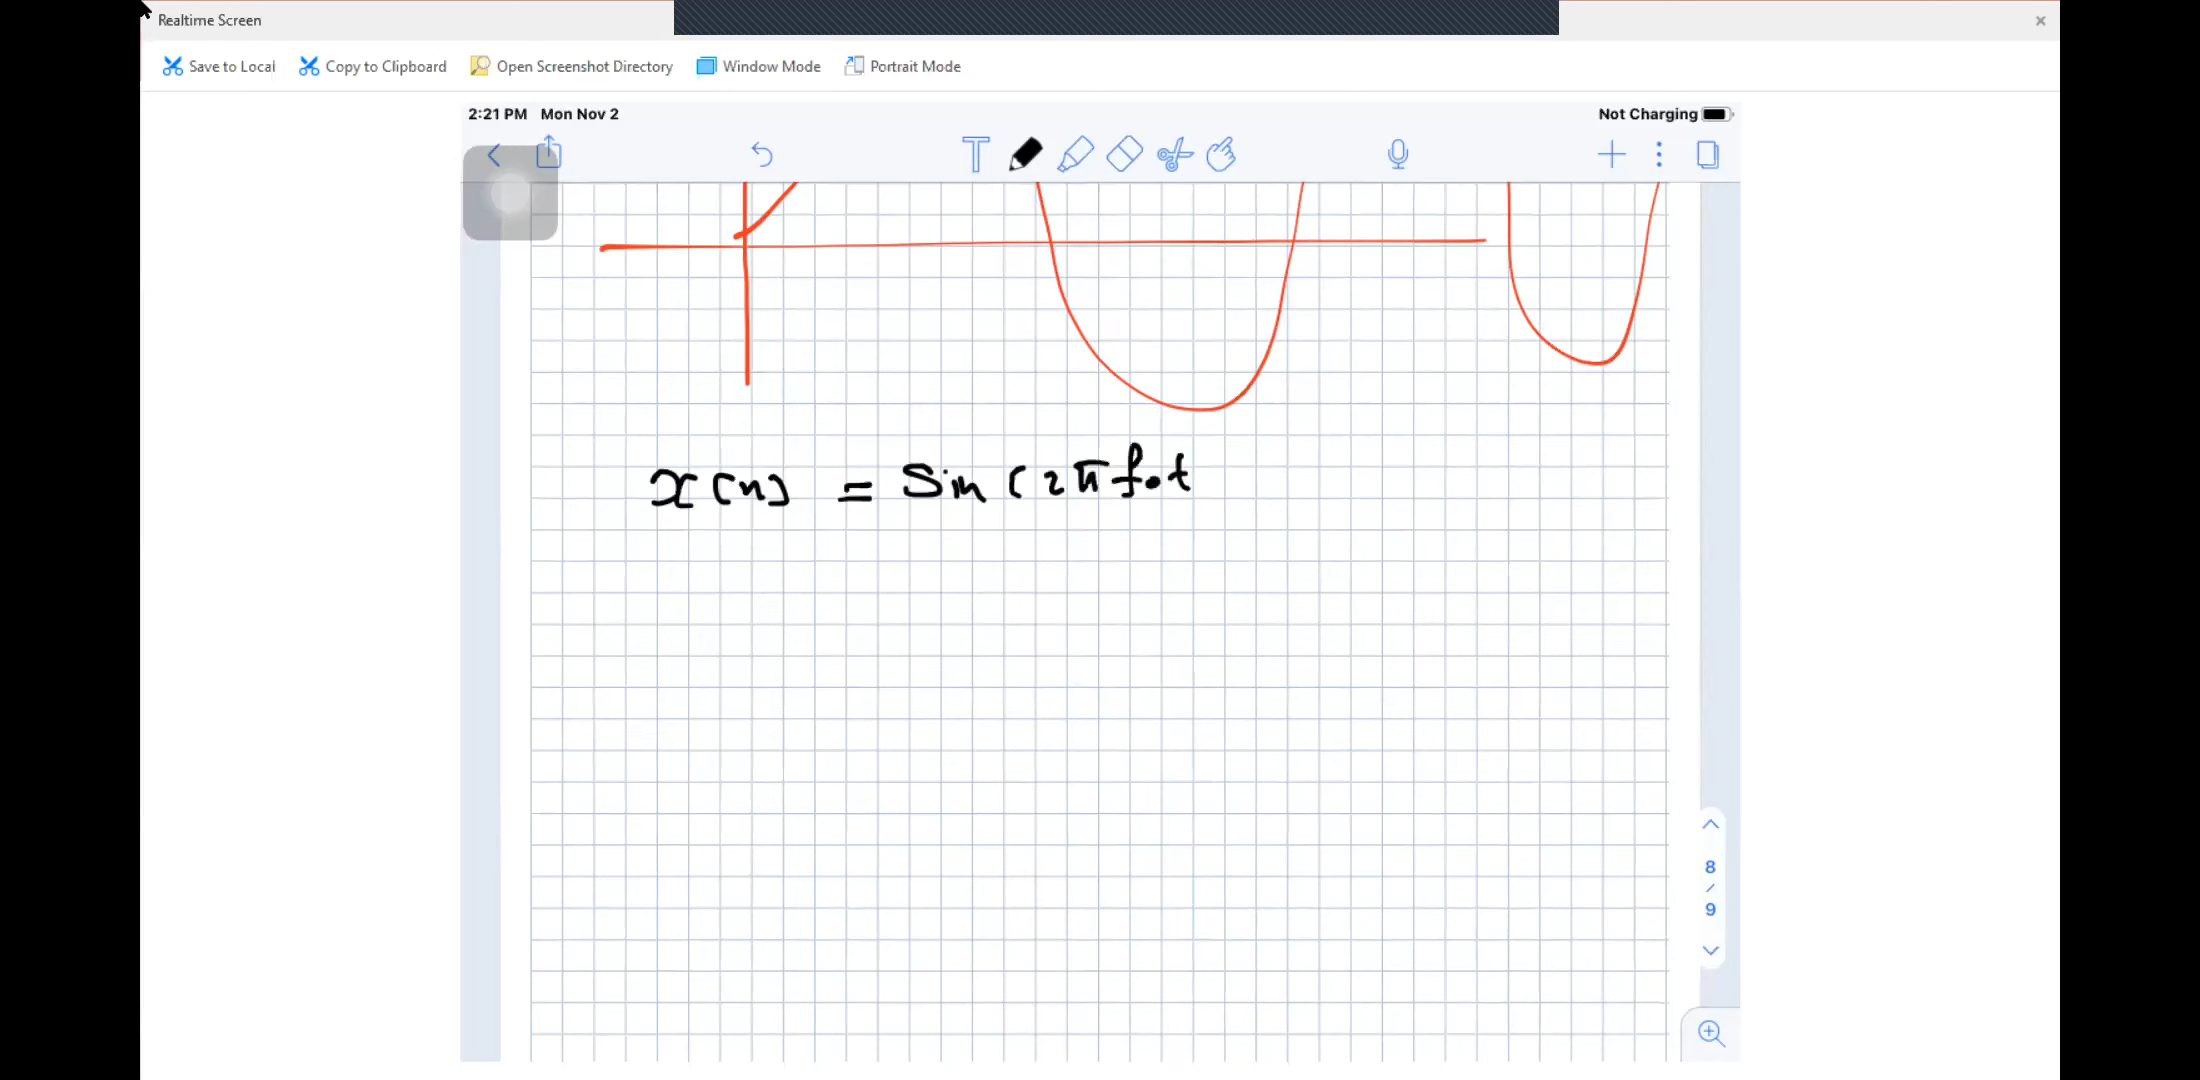 Realtime Screen
Save to Local Copy to Clipboard Open Screenshot Directory Window Mode Portrait Mode
2:21 PM Mon Nov 2 Not Charging
x[n] = Sin(2πfot
8
/
9